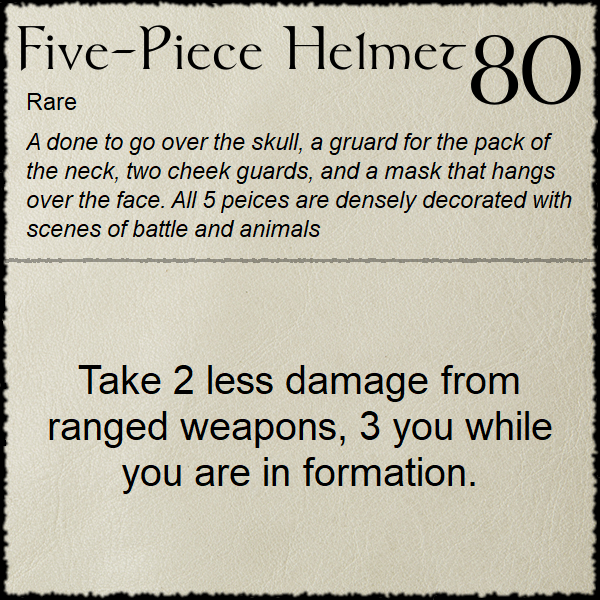 Five-Piece Helmet 80
Rare
A done to go over the skull, a gruard for the pack of
the neck, two cheek guards, and a mask that hangs
over the face. All 5 peices are densely decorated with
scenes of battle and animals
Take 2 less damage from
ranged weapons, 3 you while
you are in formation.